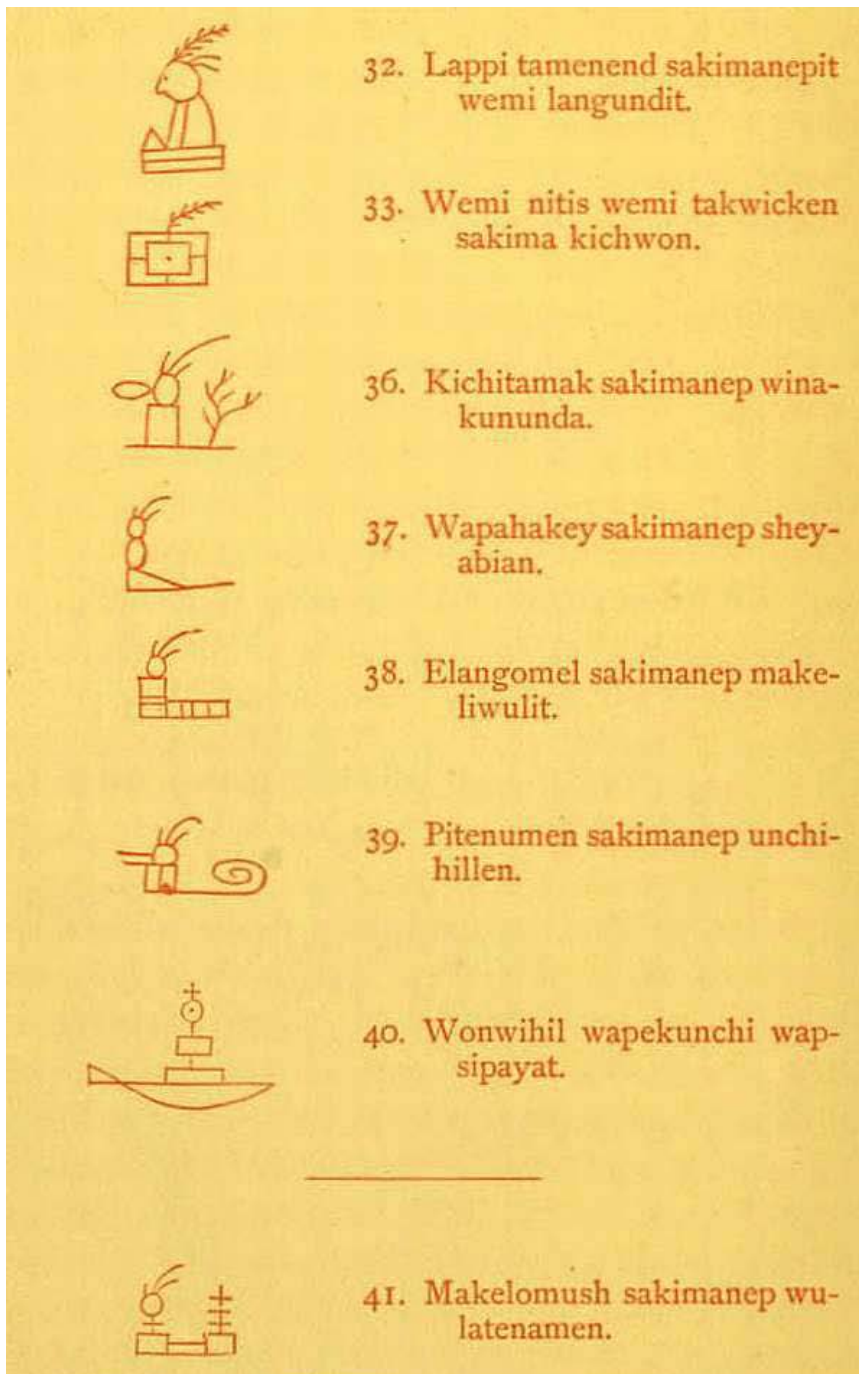 32. Lappi tamenend sakimanepit
wemi langundit.
33. Wemi nitis wemi takwicken
sakima kichwon.
36. Kichitamak sakimanep wina-
kununda.
37. Wapahakey sakimanep shey-
abian.
38. Elangomel sakimanep make-
liwulit.
39. Pitenumen sakimanep unchi-
hillen.
40. Wonwihil wapekunchi wap-
sipayat.
41. Makelomush sakimanep wu-
latenamen.